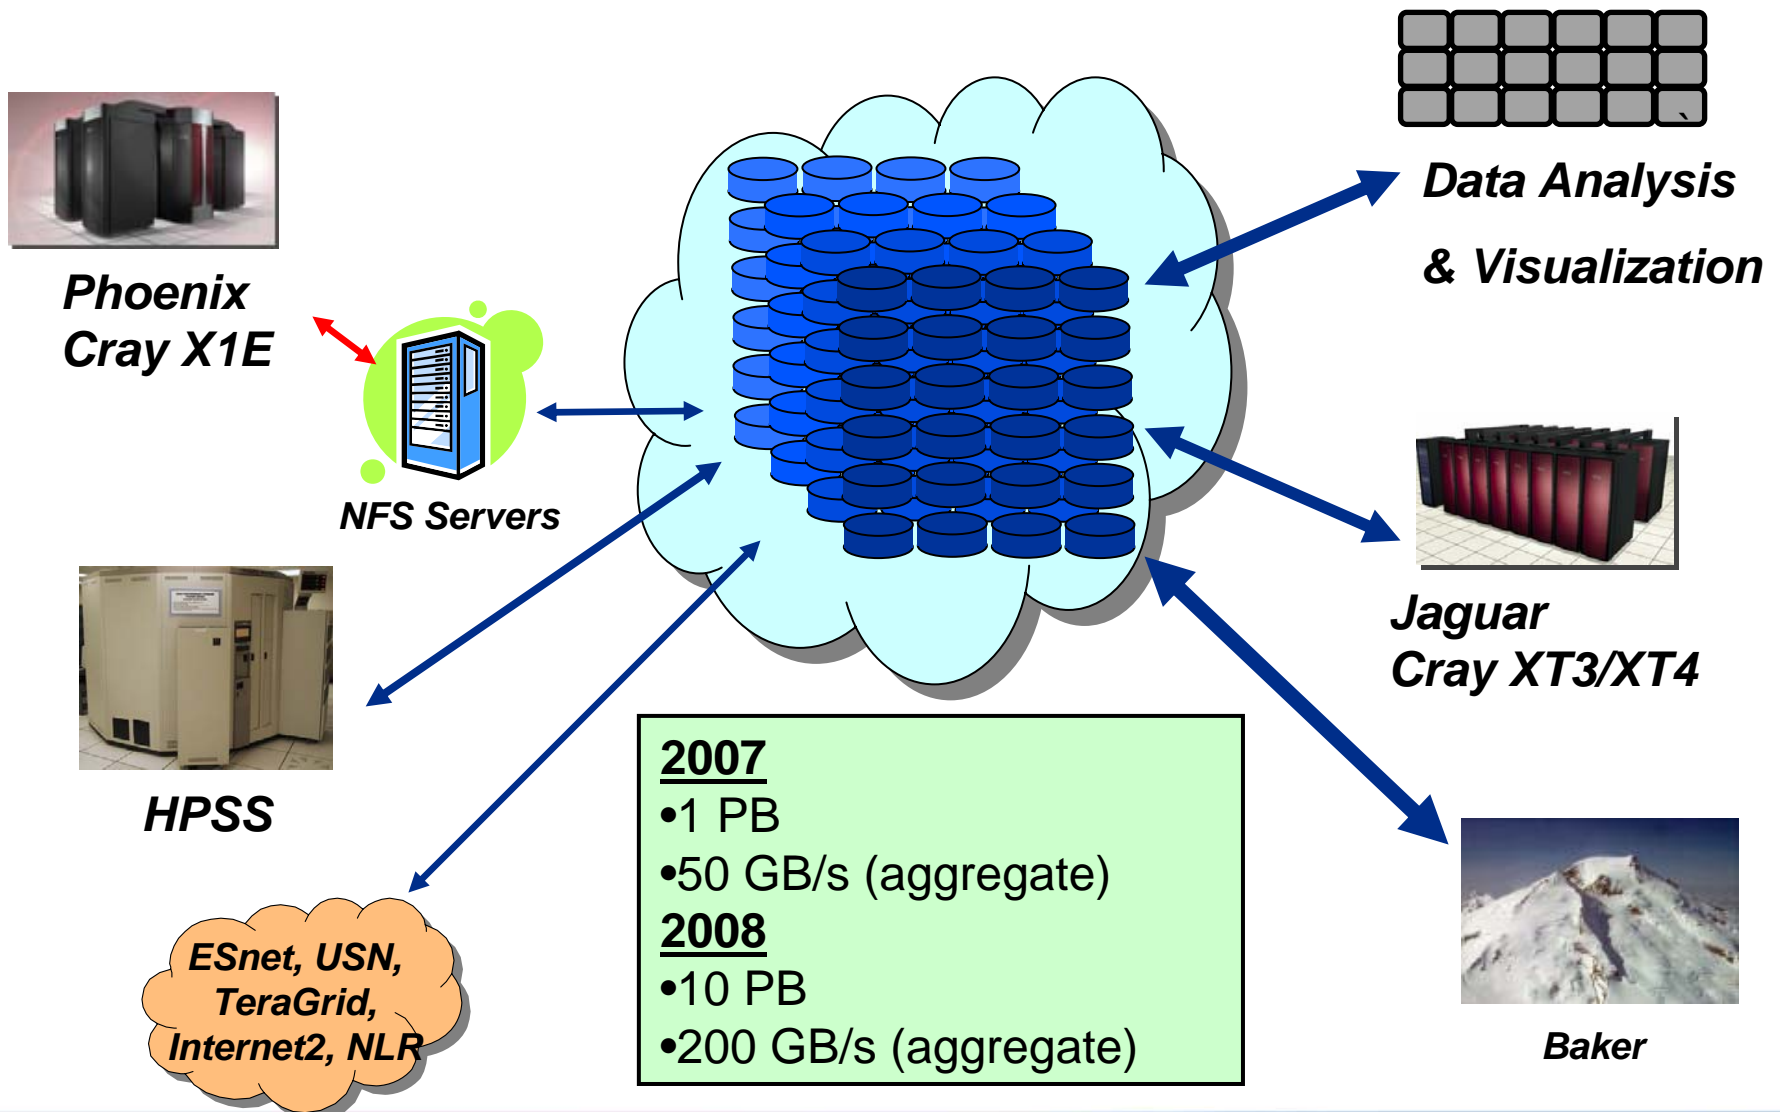 Phoenix
Cray X1E
NFS Servers
HPSS
ESnet, USN,
TeraGrid,
Internet2, NLR
2007
•1 PB
•50 GB/s (aggregate)
2008
•10 PB
•200 GB/s (aggregate)
`
Data Analysis
& Visualization
Jaguar
Cray XT3/XT4
Baker